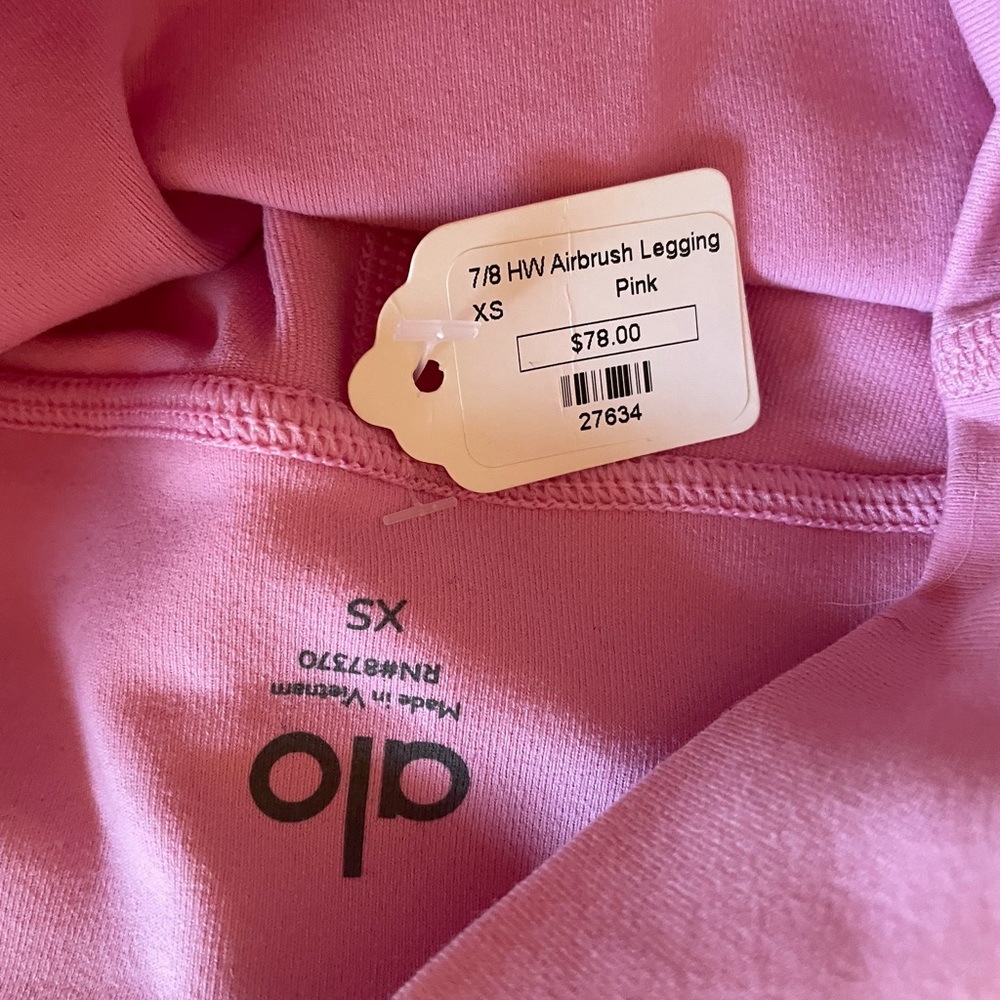 7/8 HW Airbrush Legging
XS Pink
$78.00
27634
alo
Made in Vietnam
RN#87370
XS